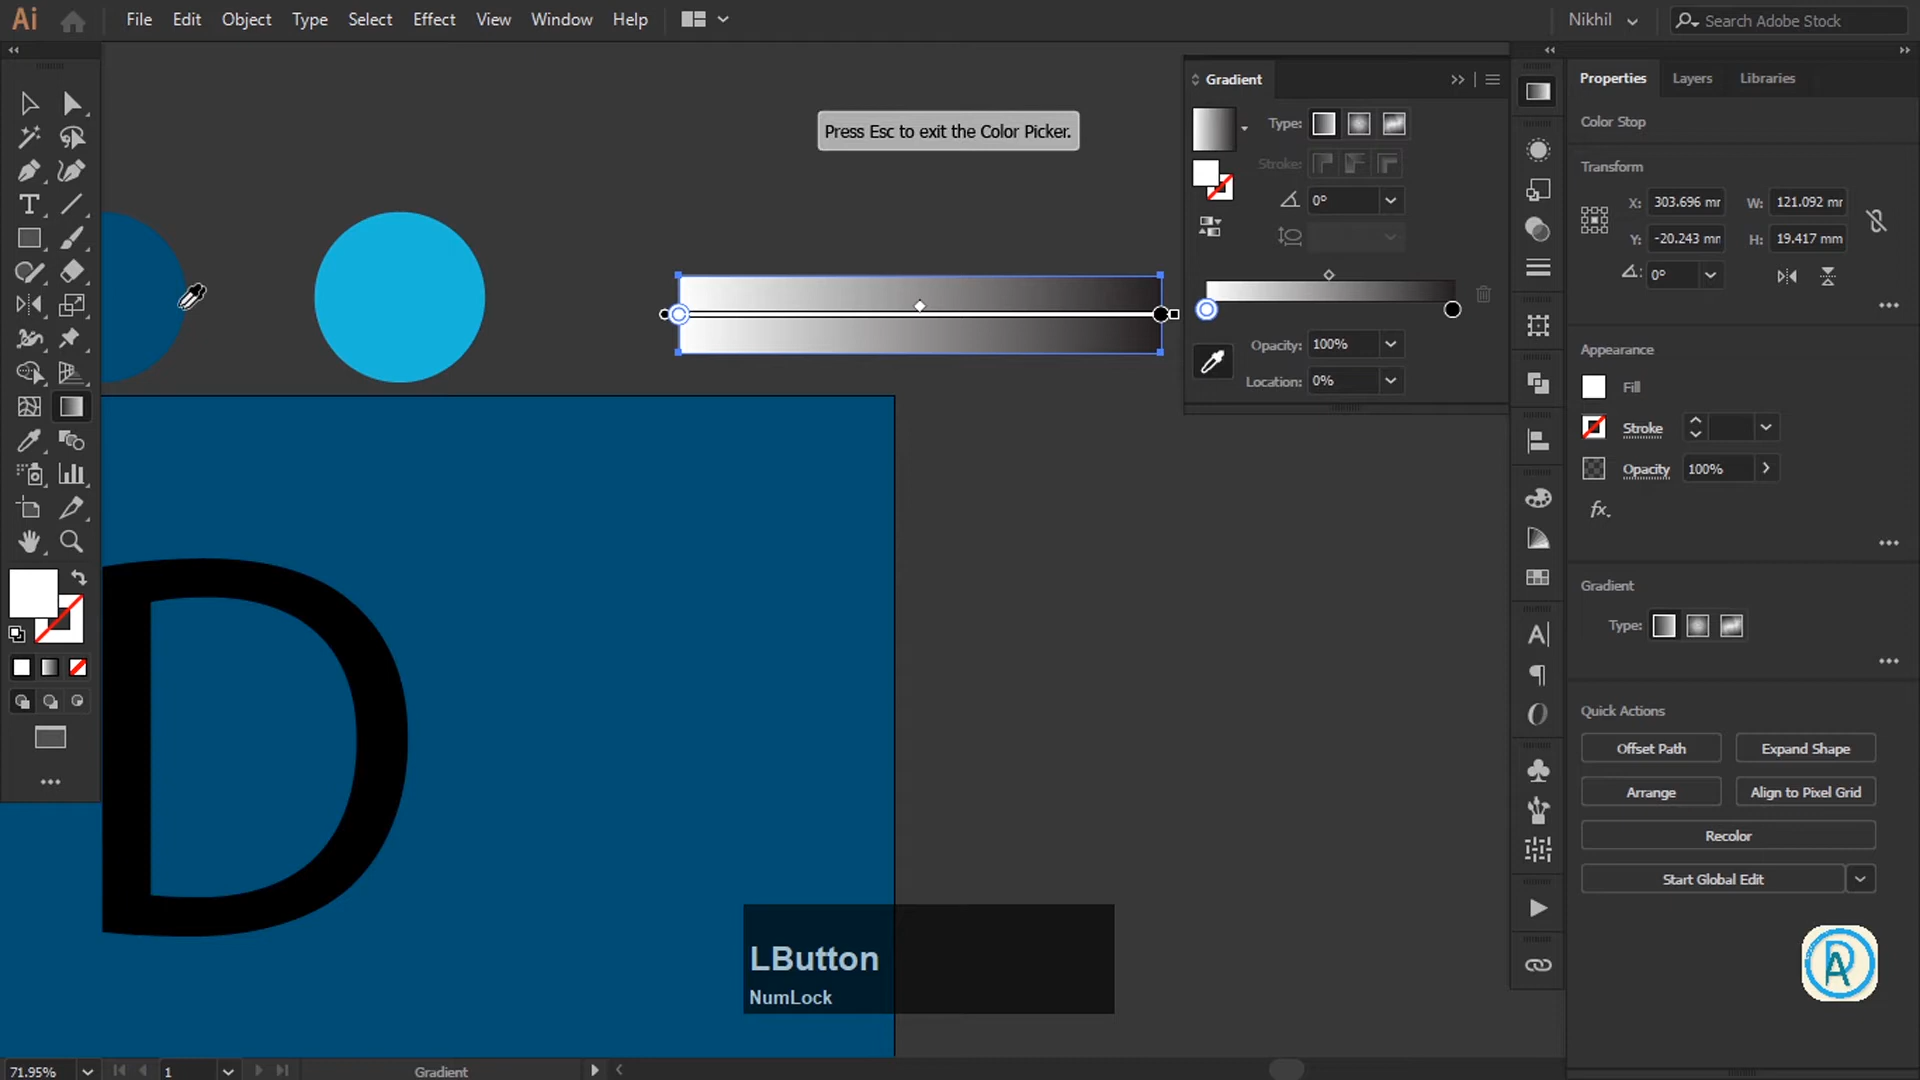 Ai File Edit Object Type Select Effect View Window Help Nikhil Search Adobe Stock
Gradient
Properties Layers Libraries
Color Stop
Press Esc to exit the Color Picker.
Type:
Stroke:
0°
Transform
X: 303.696 mr W: 121.092 mr
Y: -20.243 mm H: 19.417 mm
0°
Opacity: 100%
Location: 0%
Appearance
Fill
Stroke
Opacity 100%
fx.
D
Gradient
Type:
Quick Actions
Offset Path Expand Shape
Arrange Align to Pixel Grid
Recolor
Start Global Edit
LButton
NumLock
71.95% 1 Gradient